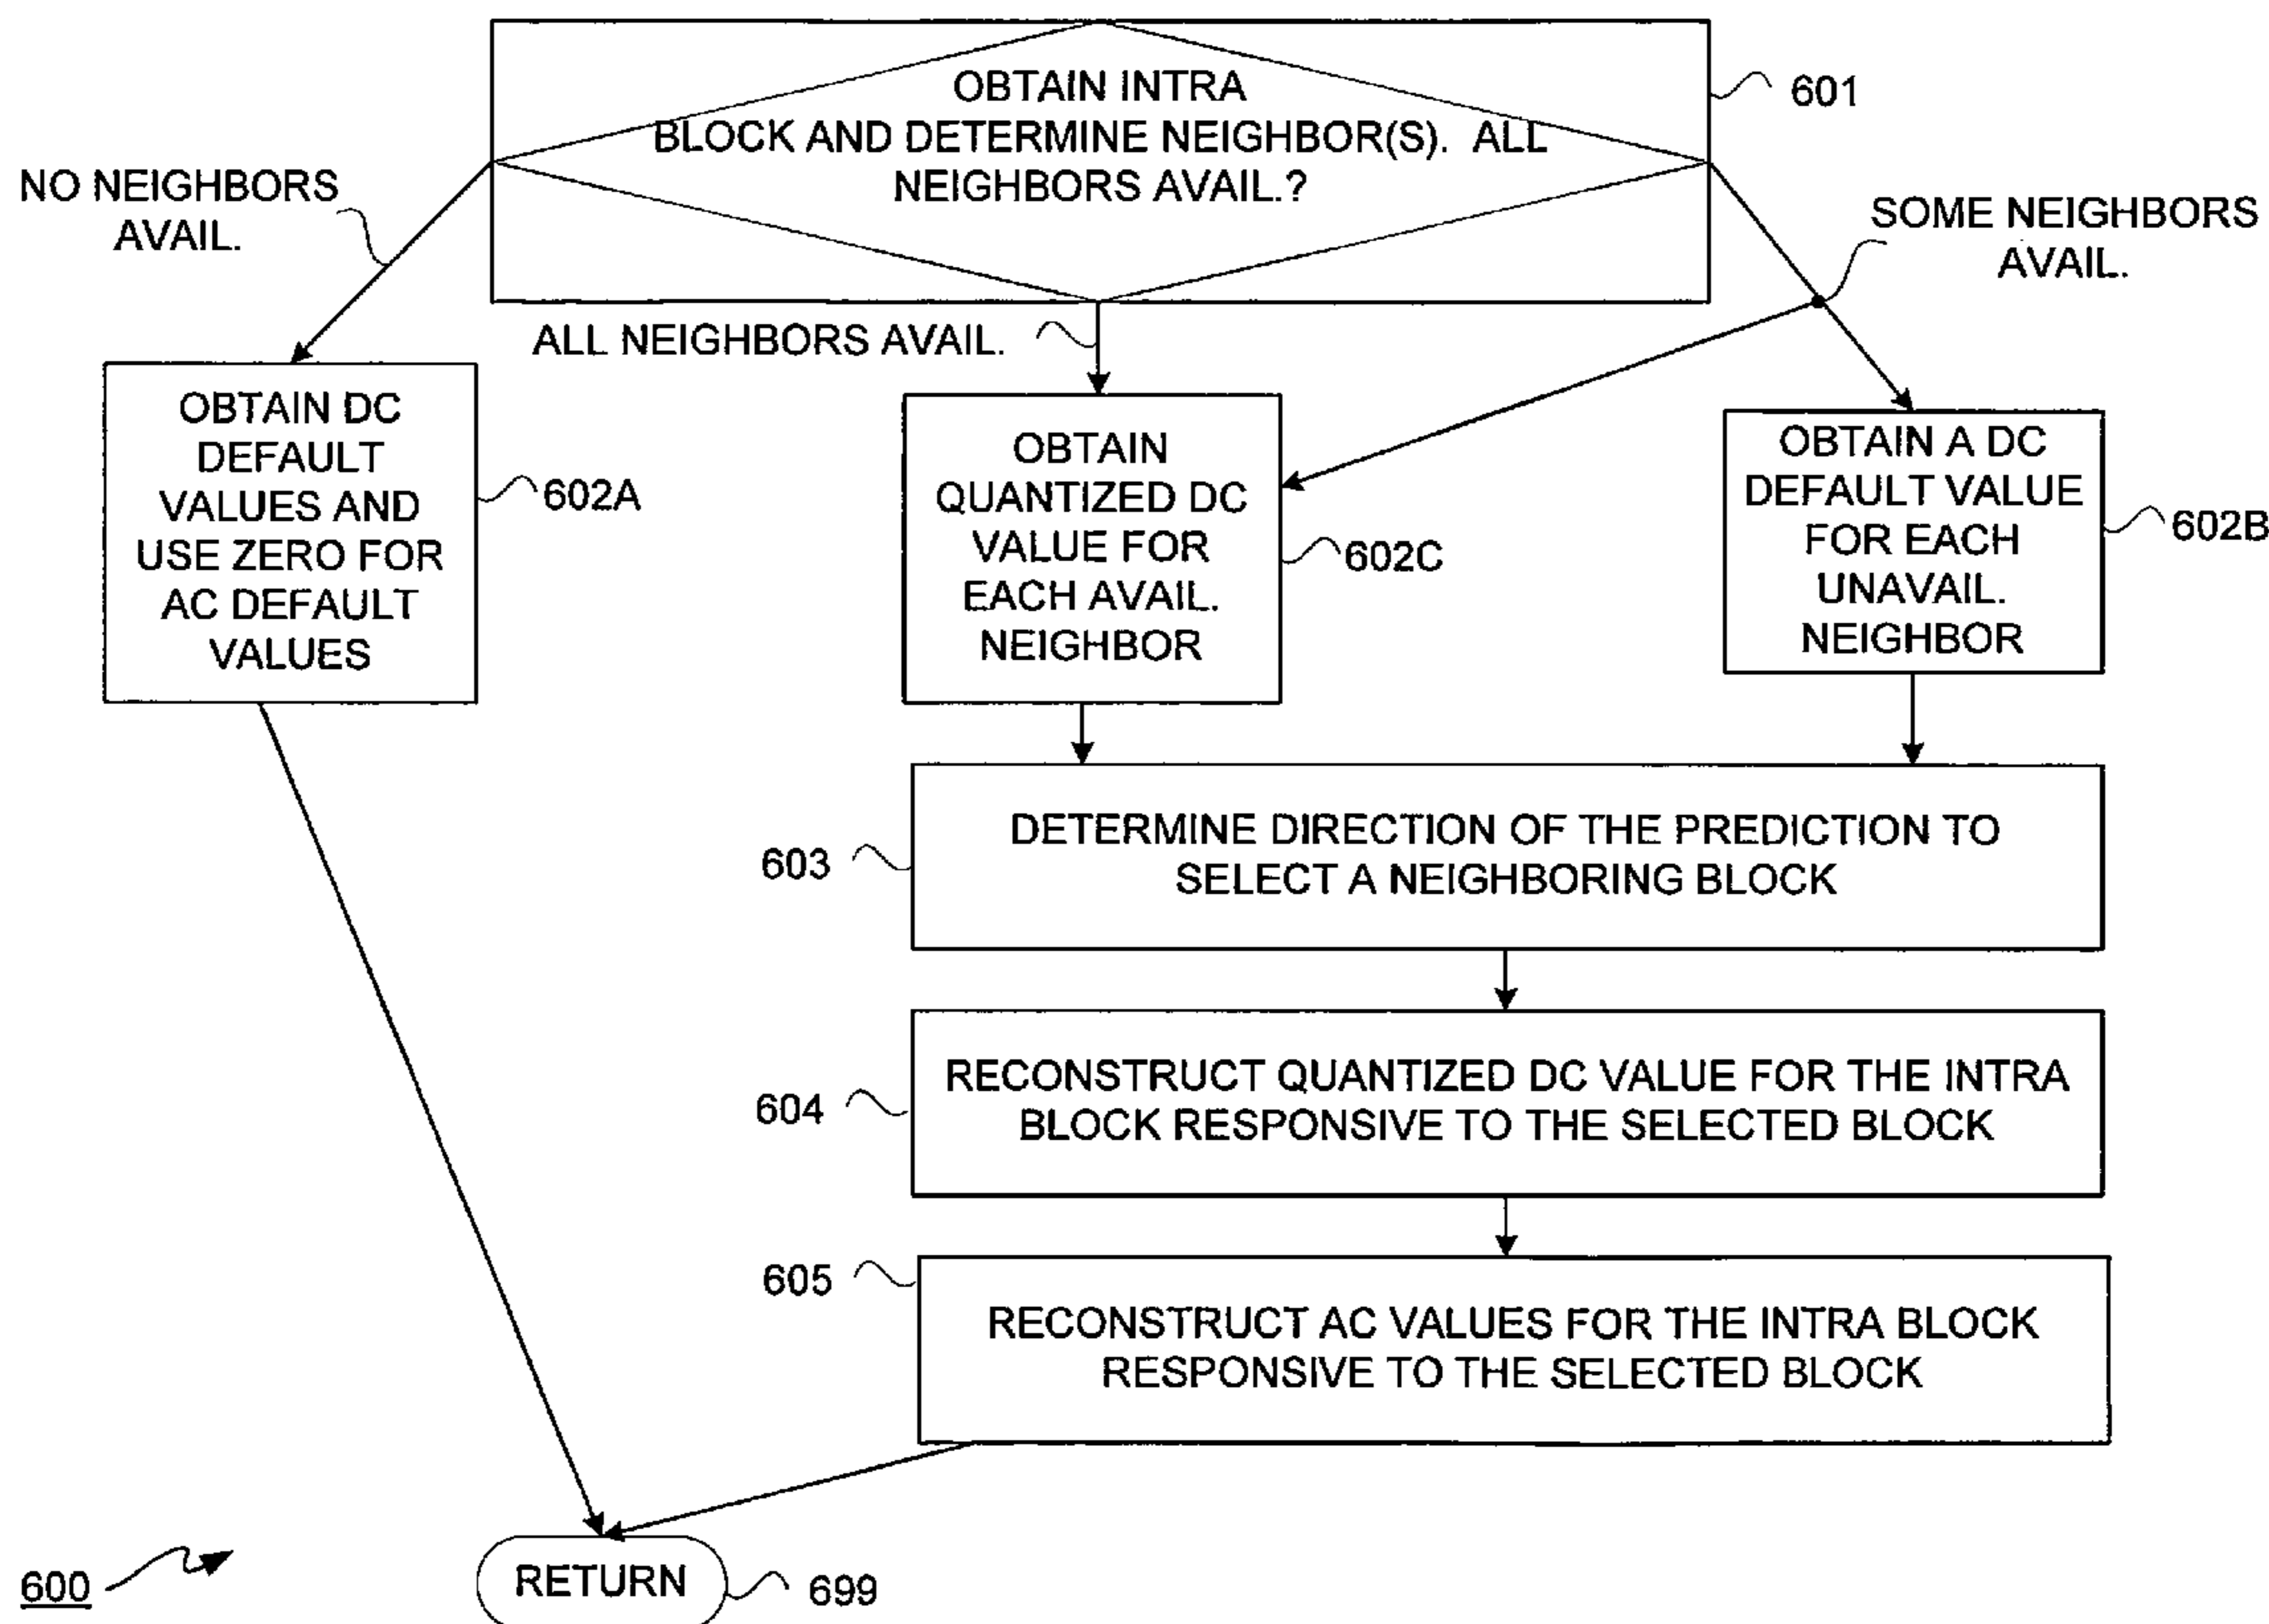 OBTAIN INTRA
BLOCK AND DETERMINE NEIGHBOR(S). ALL
NEIGHBORS AVAIL.?
601
NO NEIGHBORS
AVAIL.
SOME NEIGHBORS
AVAIL.
ALL NEIGHBORS AVAIL.
OBTAIN DC
DEFAULT
VALUES AND
USE ZERO FOR
AC DEFAULT
VALUES
602A
OBTAIN
QUANTIZED DC
VALUE FOR
EACH AVAIL.
NEIGHBOR
602C
OBTAIN A DC
DEFAULT VALUE
FOR EACH
UNAVAIL.
NEIGHBOR
602B
603
DETERMINE DIRECTION OF THE PREDICTION TO
SELECT A NEIGHBORING BLOCK
604
RECONSTRUCT QUANTIZED DC VALUE FOR THE INTRA
BLOCK RESPONSIVE TO THE SELECTED BLOCK
605
RECONSTRUCT AC VALUES FOR THE INTRA BLOCK
RESPONSIVE TO THE SELECTED BLOCK
600
RETURN
699